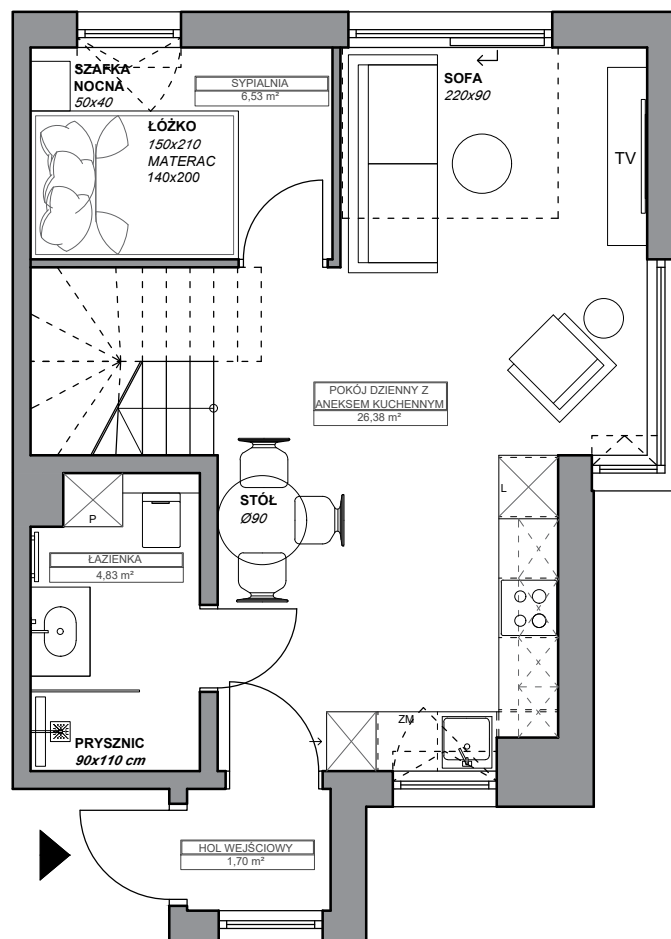 SZAFKA
NOCNA
50x40
SYPIALNIA
6,53 m²
SOFA
220x90
TV
ŁÓŻKO
150x210
MATERAC
140x200
POKÓJ DZIENNY Z
ANEKSEM KUCHENNYM
26,38 m²
STÓŁ
Ø90
L
P
ŁAZIENKA
4,83 m²
ZM
PRYSZNIC
90x110 cm
HOL WEJŚCIOWY
1,70 m²